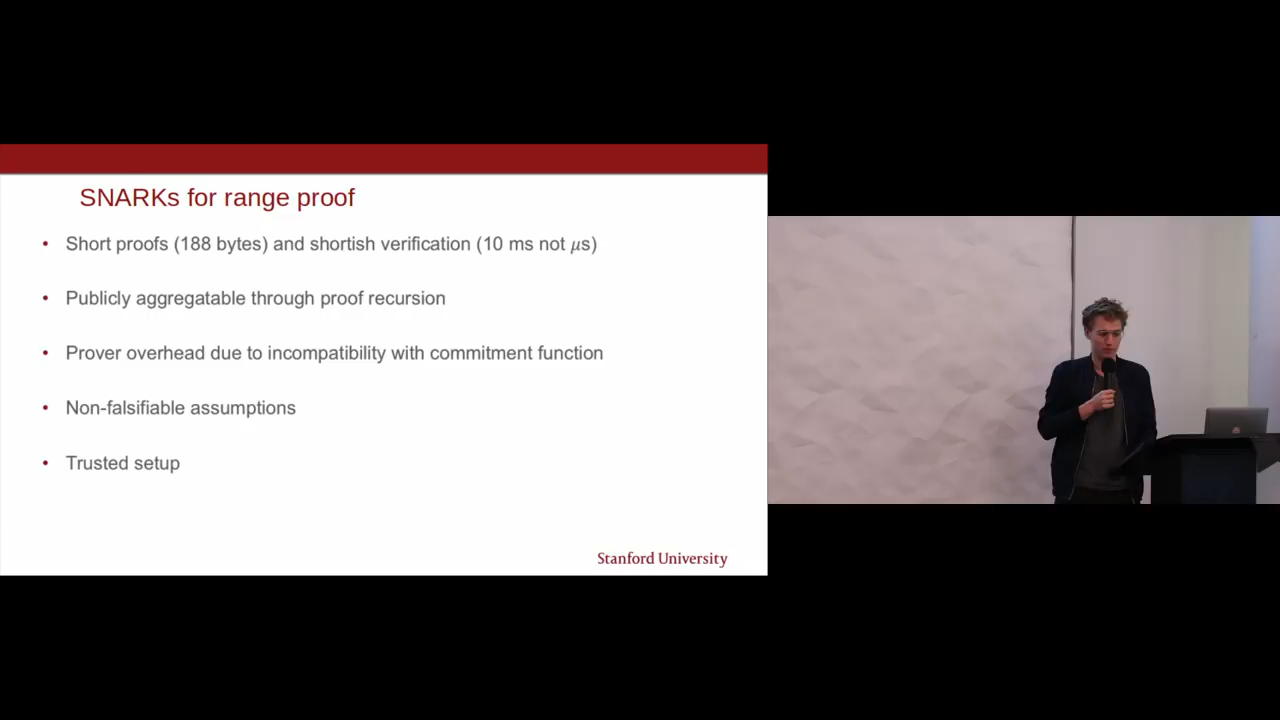 SNARKs for range proof
• Short proofs (188 bytes) and shortish verification (10 ms not μs)
• Publicly aggregatable through proof recursion
• Prover overhead due to incompatibility with commitment function
• Non-falsifiable assumptions
• Trusted setup
Stanford University